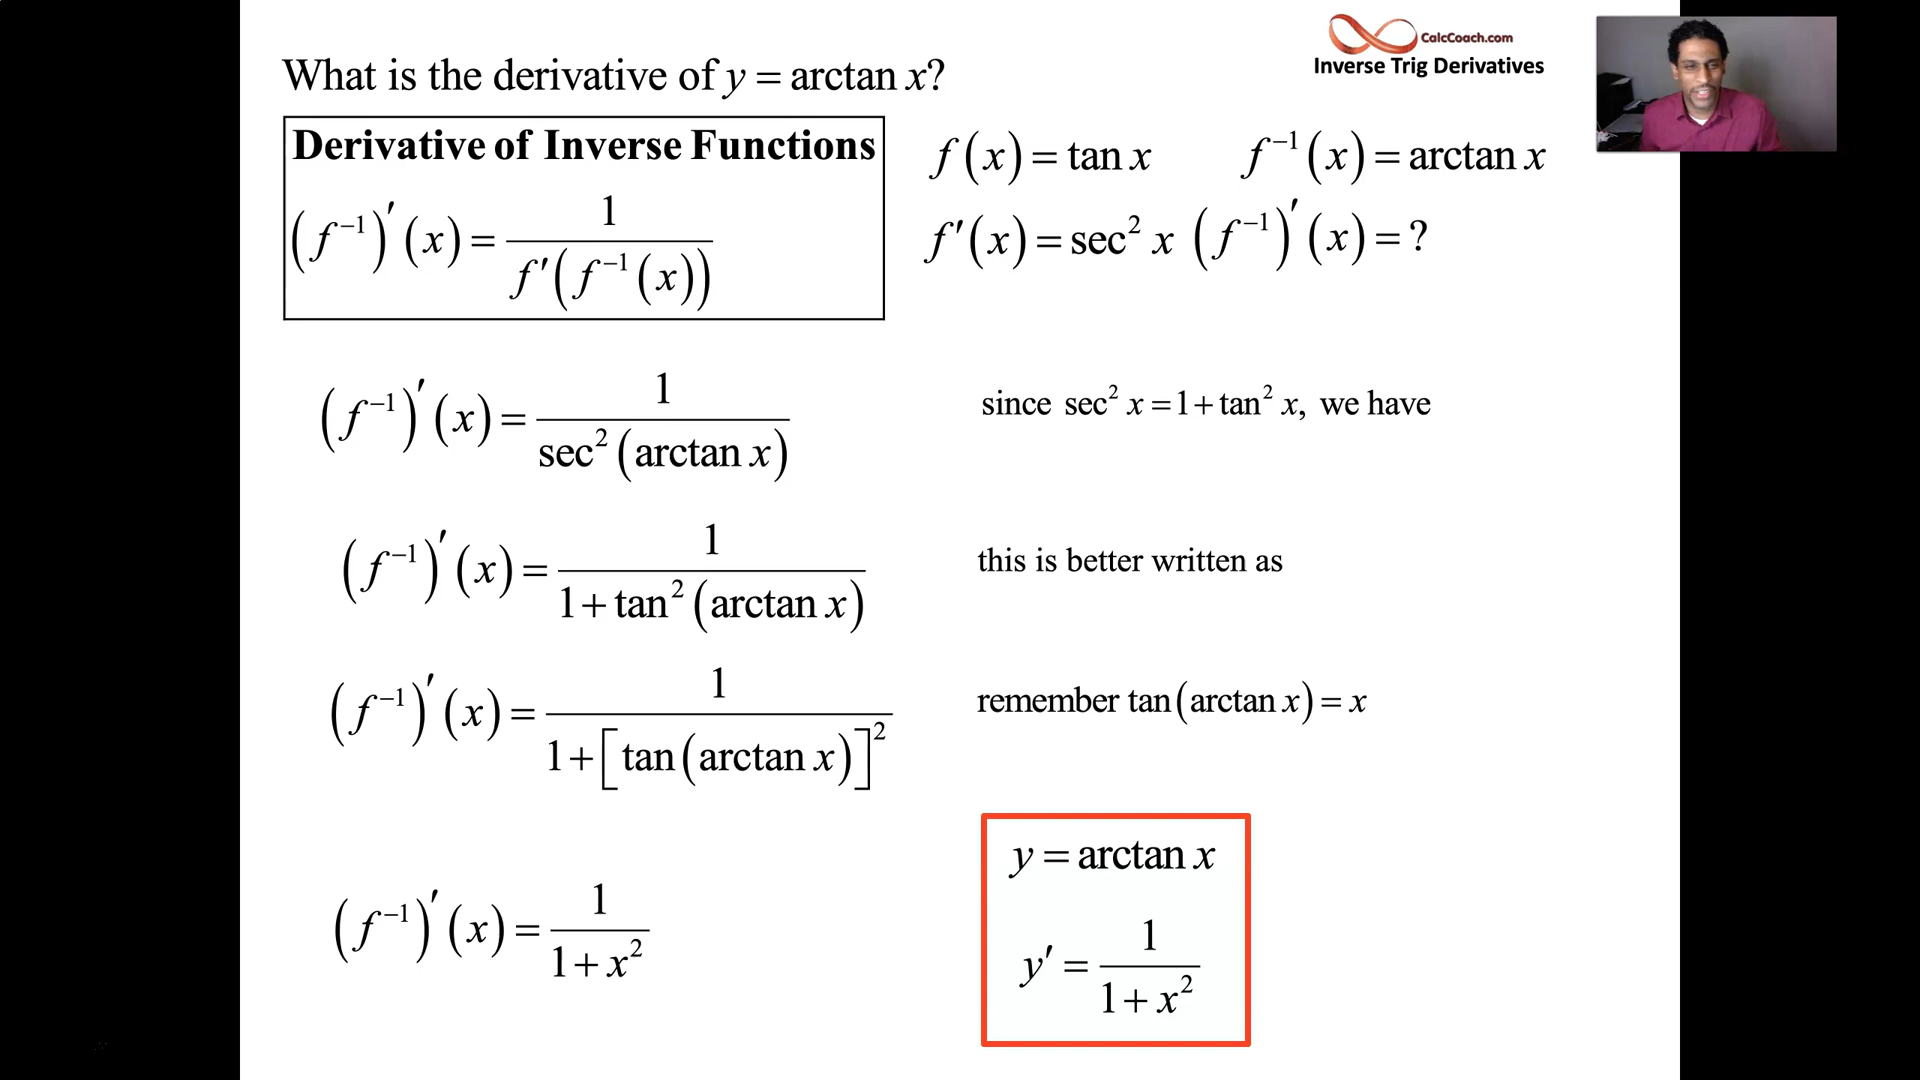 What is the derivative of y = arctan x?
CalcCoach.com
Inverse Trig Derivatives
Derivative of Inverse Functions
(f⁻¹)′(x) = 1 / f′(f⁻¹(x))
f(x) = tan x
f⁻¹(x) = arctan x
f′(x) = sec² x
(f⁻¹)′(x) = ?
(f⁻¹)′(x) = 1 / sec²(arctan x)
since sec² x = 1 + tan² x, we have
(f⁻¹)′(x) = 1 / 1 + tan²(arctan x)
this is better written as
(f⁻¹)′(x) = 1 / 1 + [tan(arctan x)]²
remember tan(arctan x) = x
(f⁻¹)′(x) = 1 / 1 + x²
y = arctan x
y′ = 1 / 1 + x²